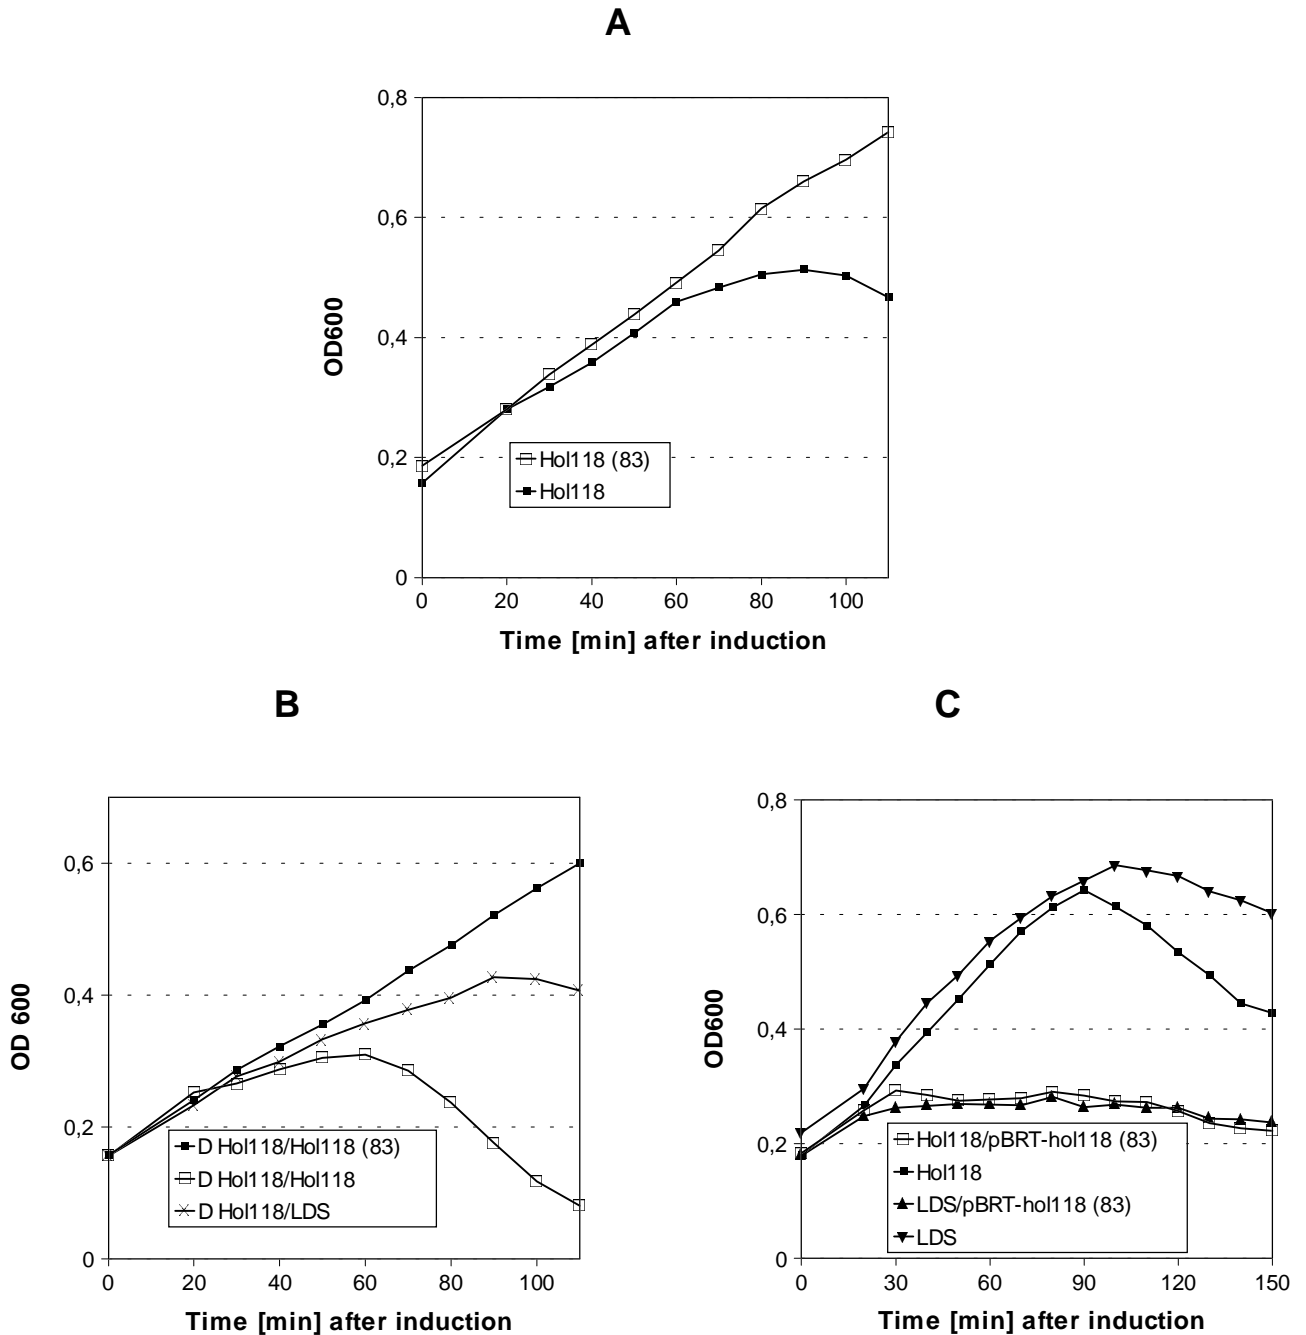 A
0,8
0,6
0,4
0,2
0
OD600
Hol118 (83)
Hol118
0 20 40 60 80 100
Time [min] after induction
B
0,6
0,4
0,2
0
OD 600
D Hol118/Hol118 (83)
D Hol118/Hol118
D Hol118/LDS
0 20 40 60 80 100
Time [min] after induction
C
0,8
0,6
0,4
0,2
0
OD600
Hol118/pBRT-hol118 (83)
Hol118
LDS/pBRT-hol118 (83)
LDS
0 30 60 90 120 150
Time [min] after induction